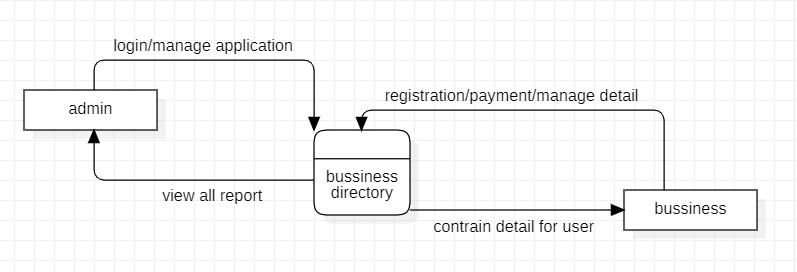 login/manage application
registration/payment/manage detail
admin
bussiness
directory
view all report
bussiness
contrain detail for user